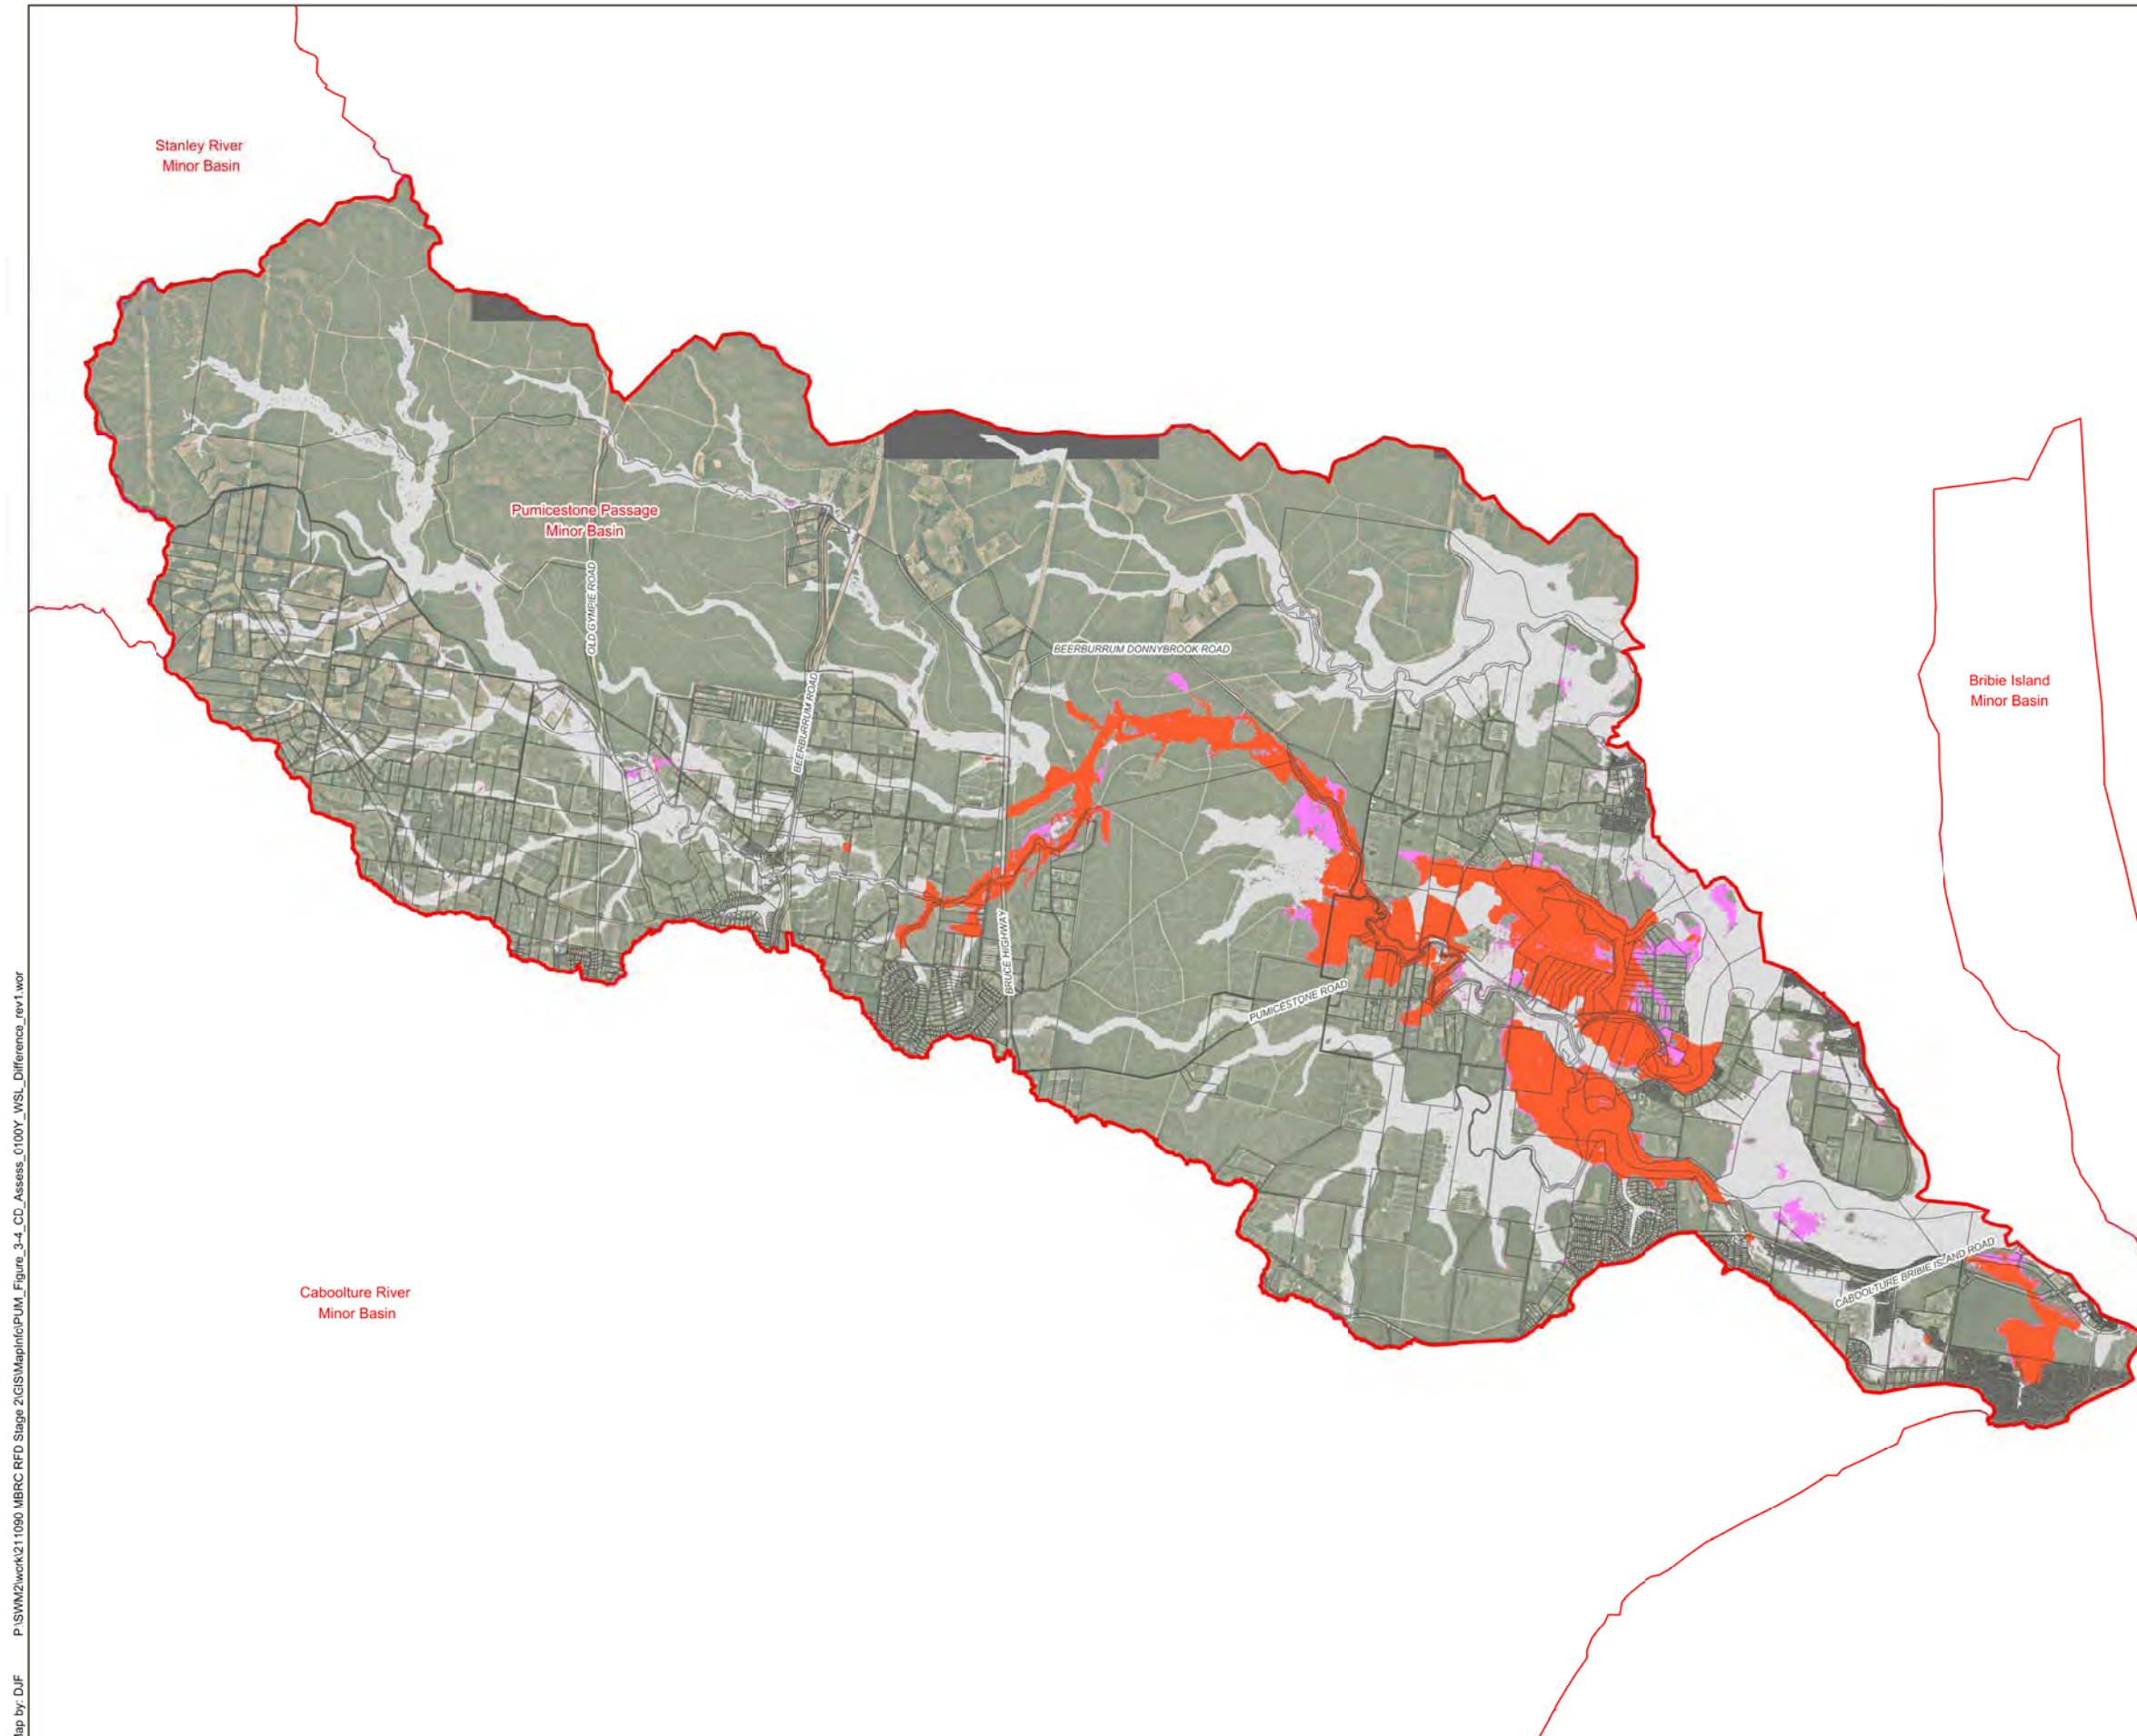 Stanley River
Minor Basin
Pumicestone Passage
Minor Basin
OLD GYMPIE ROAD
BEERBURRUM DONNYBROOK ROAD
BEERBURRUM ROAD
Bribie Island
Minor Basin
BRUCE HIGHWAY
PUMICESTONE ROAD
CABOOLTURE BRIBIE ISLAND ROAD
Caboolture River
Minor Basin
P:\SWM2\work\211090 MBRC RFD Stage 2\GIS\MapInfo\PUM_Figure_3-4_CD_Assess_0100Y_WSL_Difference_rev1.wor
ap by: DJF